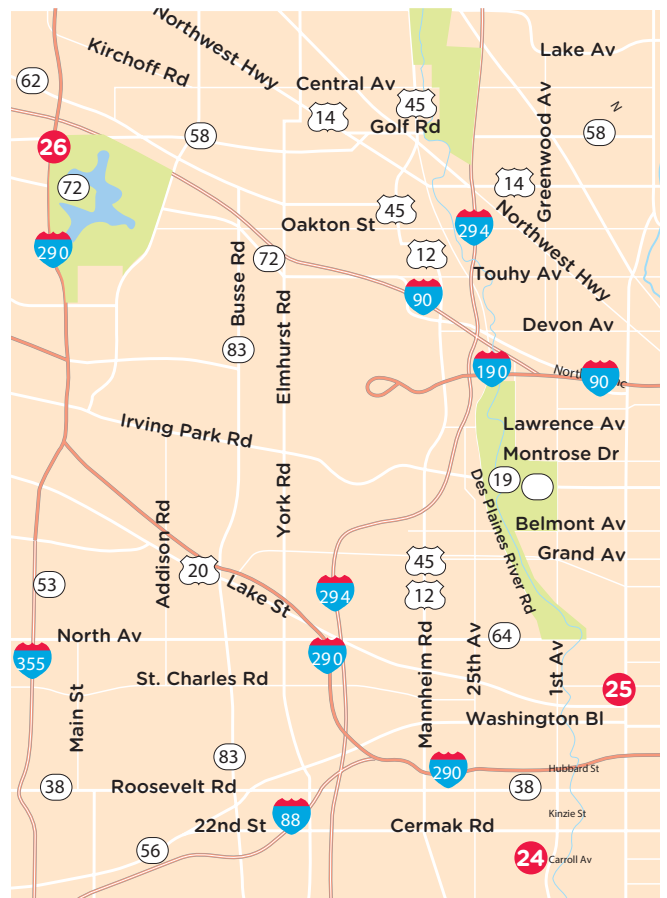 Kirchoff Rd
Northwest Hwy
Lake Av
62
Central Av
45
14
Golf Rd
Greenwood Av
N
58
58
26
72
14
45
Oakton St
294
Northwest Hwy
290
72
12
Touhy Av
Busse Rd
Elmhurst Rd
90
Devon Av
83
190
90
Irving Park Rd
Lawrence Av
Montrose Dr
19
Des Plaines River Rd
York Rd
Addison Rd
Belmont Av
Grand Av
20
Lake St
45
53
294
12
North Av
64
355
290
Mannheim Rd
25th Av
1st Av
St. Charles Rd
25
Main St
Washington Bl
83
290
Hubbard St
38
Roosevelt Rd
38
88
Kinzie St
22nd St
Cermak Rd
56
24
Carroll Av